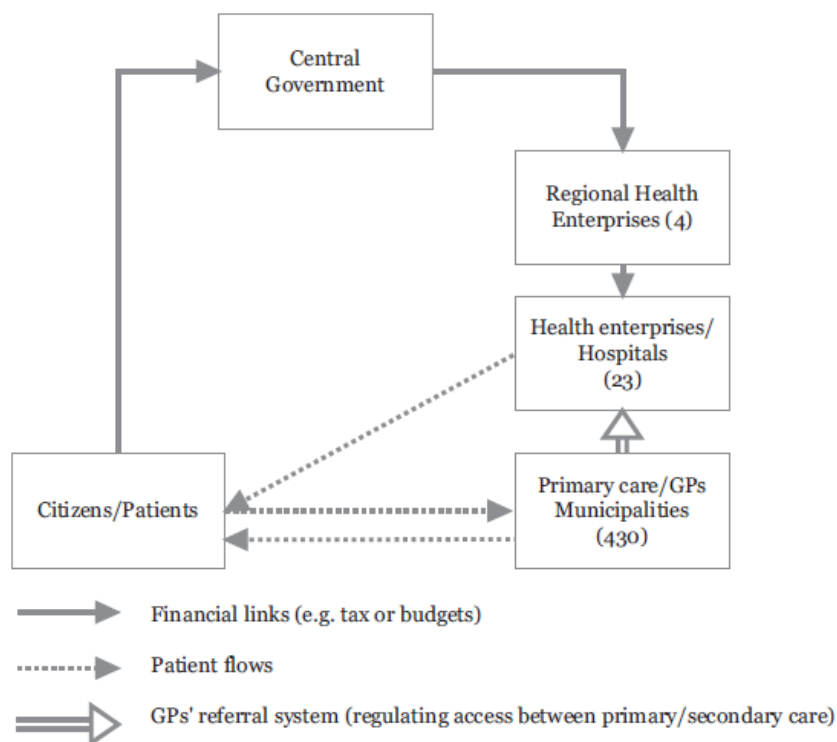 Central
Government
Regional Health
Enterprises (4)
Health enterprises/
Hospitals
(23)
Citizens/Patients
Primary care/GPs
Municipalities
(430)
Financial links (e.g. tax or budgets)
Patient flows
GPs' referral system (regulating access between primary/secondary care)